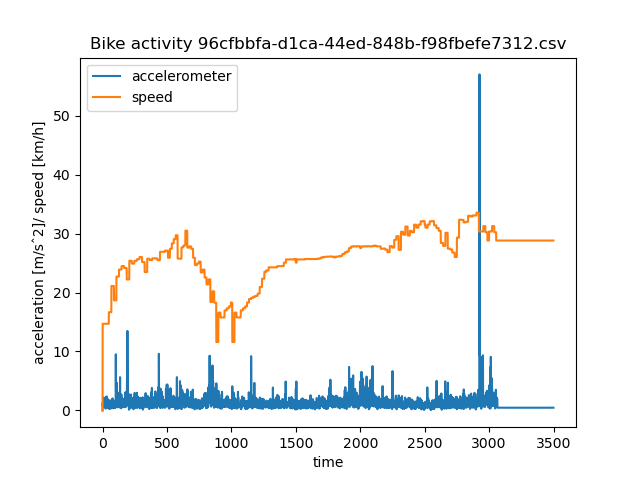 Bike activity 96cfbbfa-d1ca-44ed-848b-f98fbefe7312.csv
accelerometer
speed
acceleration [m/s^2]/ speed [km/h]
50
40
30
20
10
0
0 500 1000 1500 2000 2500 3000 3500
time